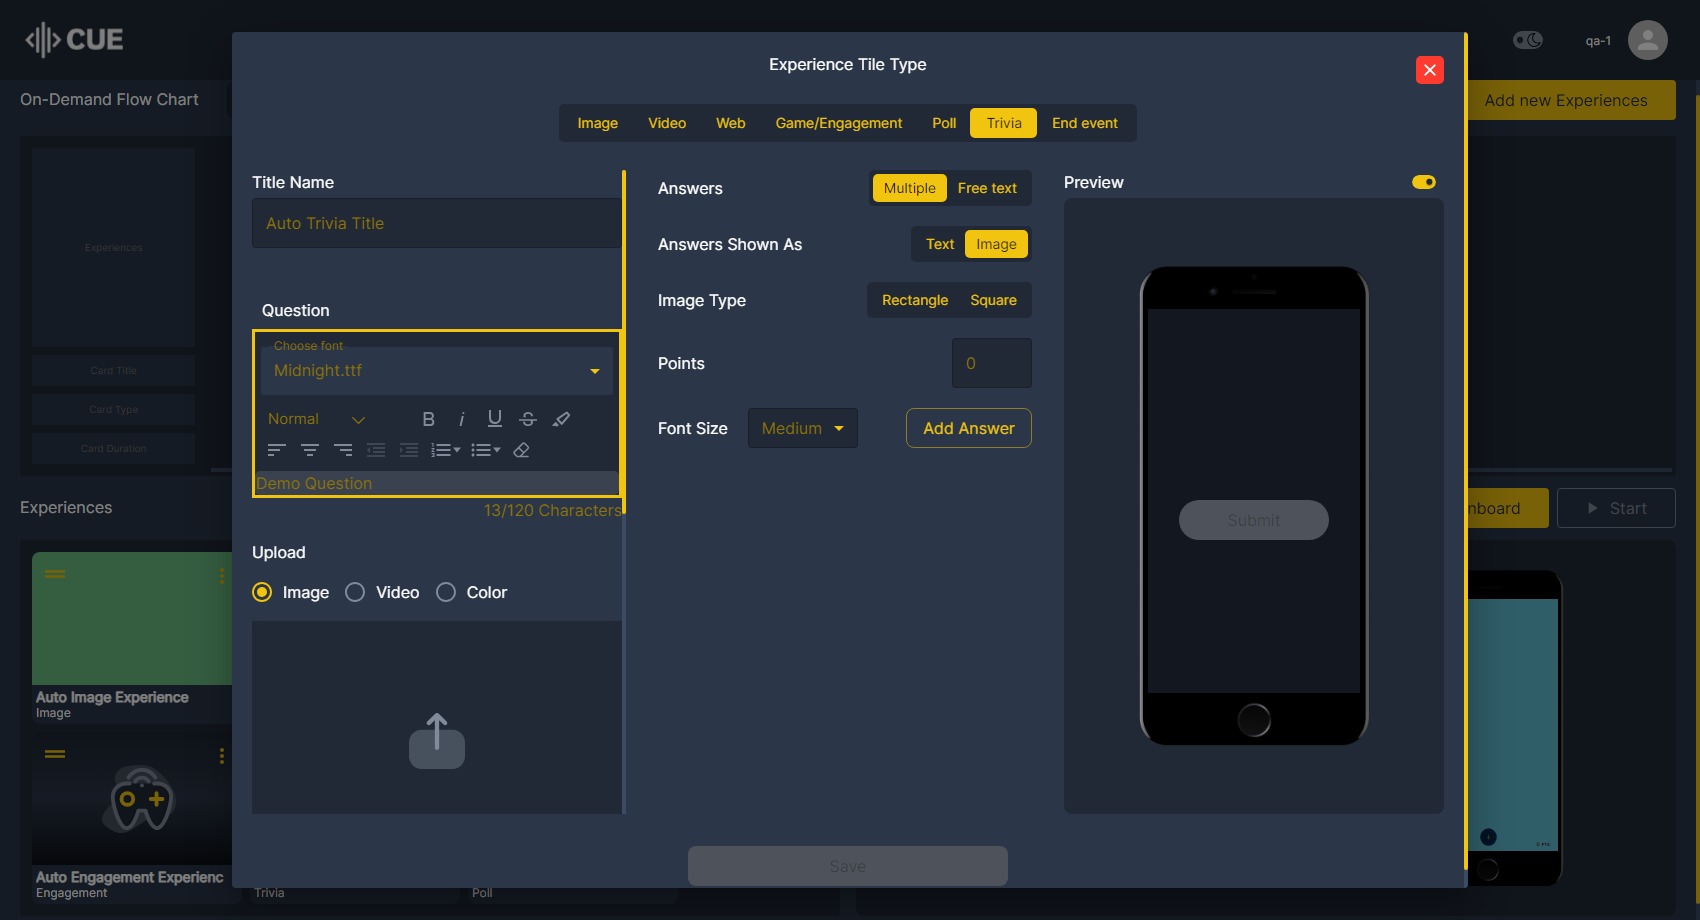 CUE
qa-1
On-Demand Flow Chart
Add new Experiences
Experiences
Card Title
Card Type
Card Duration
Experiences
Start
Auto Image Experience
Image
Auto Engagement Experienc
Engagement
Trivia
Poll
Experience Tile Type
Image
Video
Web
Game/Engagement
Poll
Trivia
End event
Title Name
Auto Trivia Title
Question
Choose font
Midnight.ttf
Normal
B i U S
Demo Question
13/120 Characters
Upload
Image
Video
Color
Answers
Multiple
Free text
Answers Shown As
Text
Image
Image Type
Rectangle
Square
Points
0
Font Size
Medium
Add Answer
Preview
Submit
Save